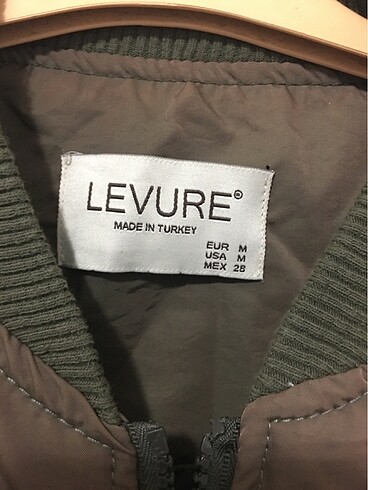 LEVURE®
MADE IN TURKEY
EUR M
USA M
MEX 28